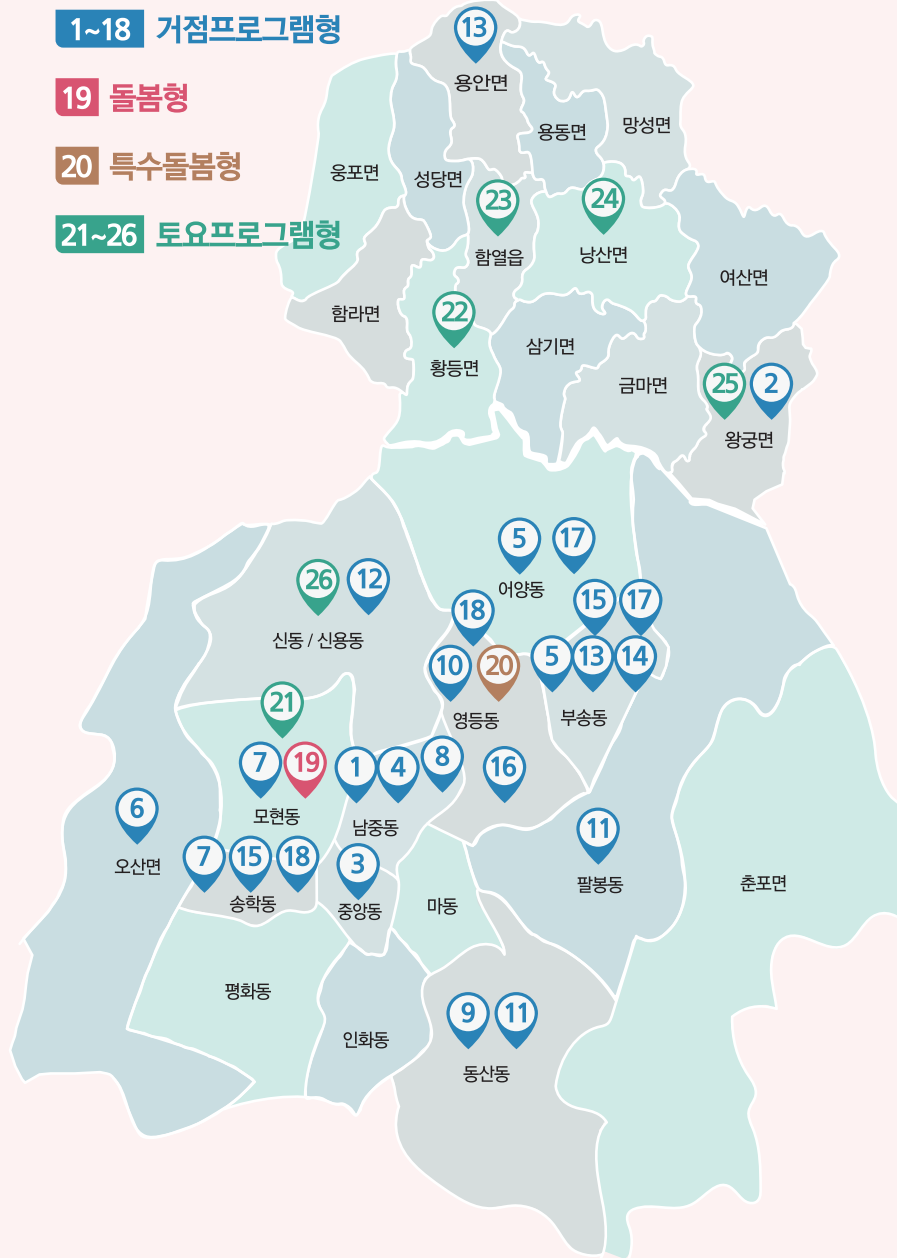 1~18 거점프로그램형
19 돌봄형
20 특수돌봄형
21~26 토요프로그램형
13
용안면
용동면
망성면
웅포면
성당면
23
함열읍
24
낭산면
여산면
함라면
22
황등면
삼기면
금마면
25 2
왕궁면
5 17
어양동
26 12
신동 / 신용동
15 17
18
10 20
영등동
5 13 14
부송동
21
7 19
모현동
1 4 8
남중동
16
6
오산면
11
팔봉동
춘포면
7 15 18
송학동
3
중앙동
마동
평화동
인화동
9 11
동산동